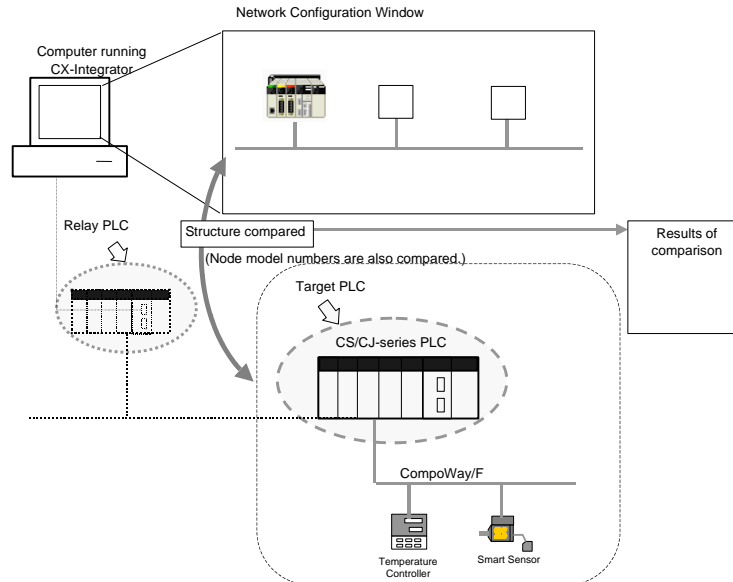 Network Configuration Window
Computer running
CX-Integrator
Relay PLC
Structure compared
(Node model numbers are also compared.)
Results of
comparison
Target PLC
CS/CJ-series PLC
CompoWay/F
Temperature
Controller
Smart Sensor